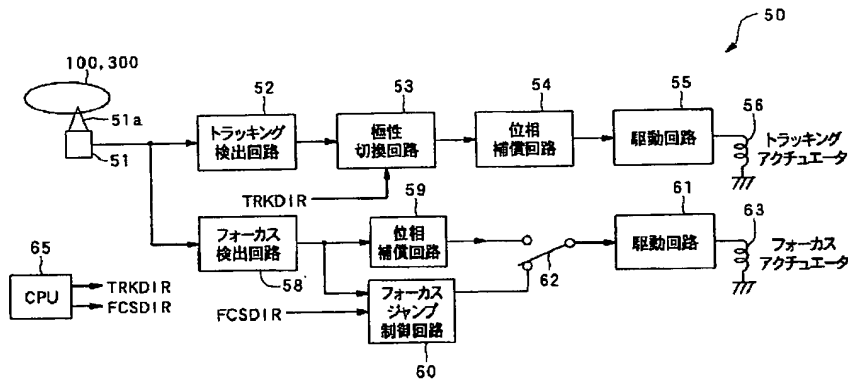 50
100,300
51a
51
52
トラッキング
検出回路
53
極性
切換回路
54
位相
補償回路
55
駆動回路
56
トラッキング
アクチュエータ
TRKDIR
フォーカス
検出回路
58
59
位相
補償回路
62
61
駆動回路
63
フォーカス
アクチュエータ
65
CPU
TRKDIR
FCSDIR
FCSDIR
フォーカス
ジャンプ
制御回路
60